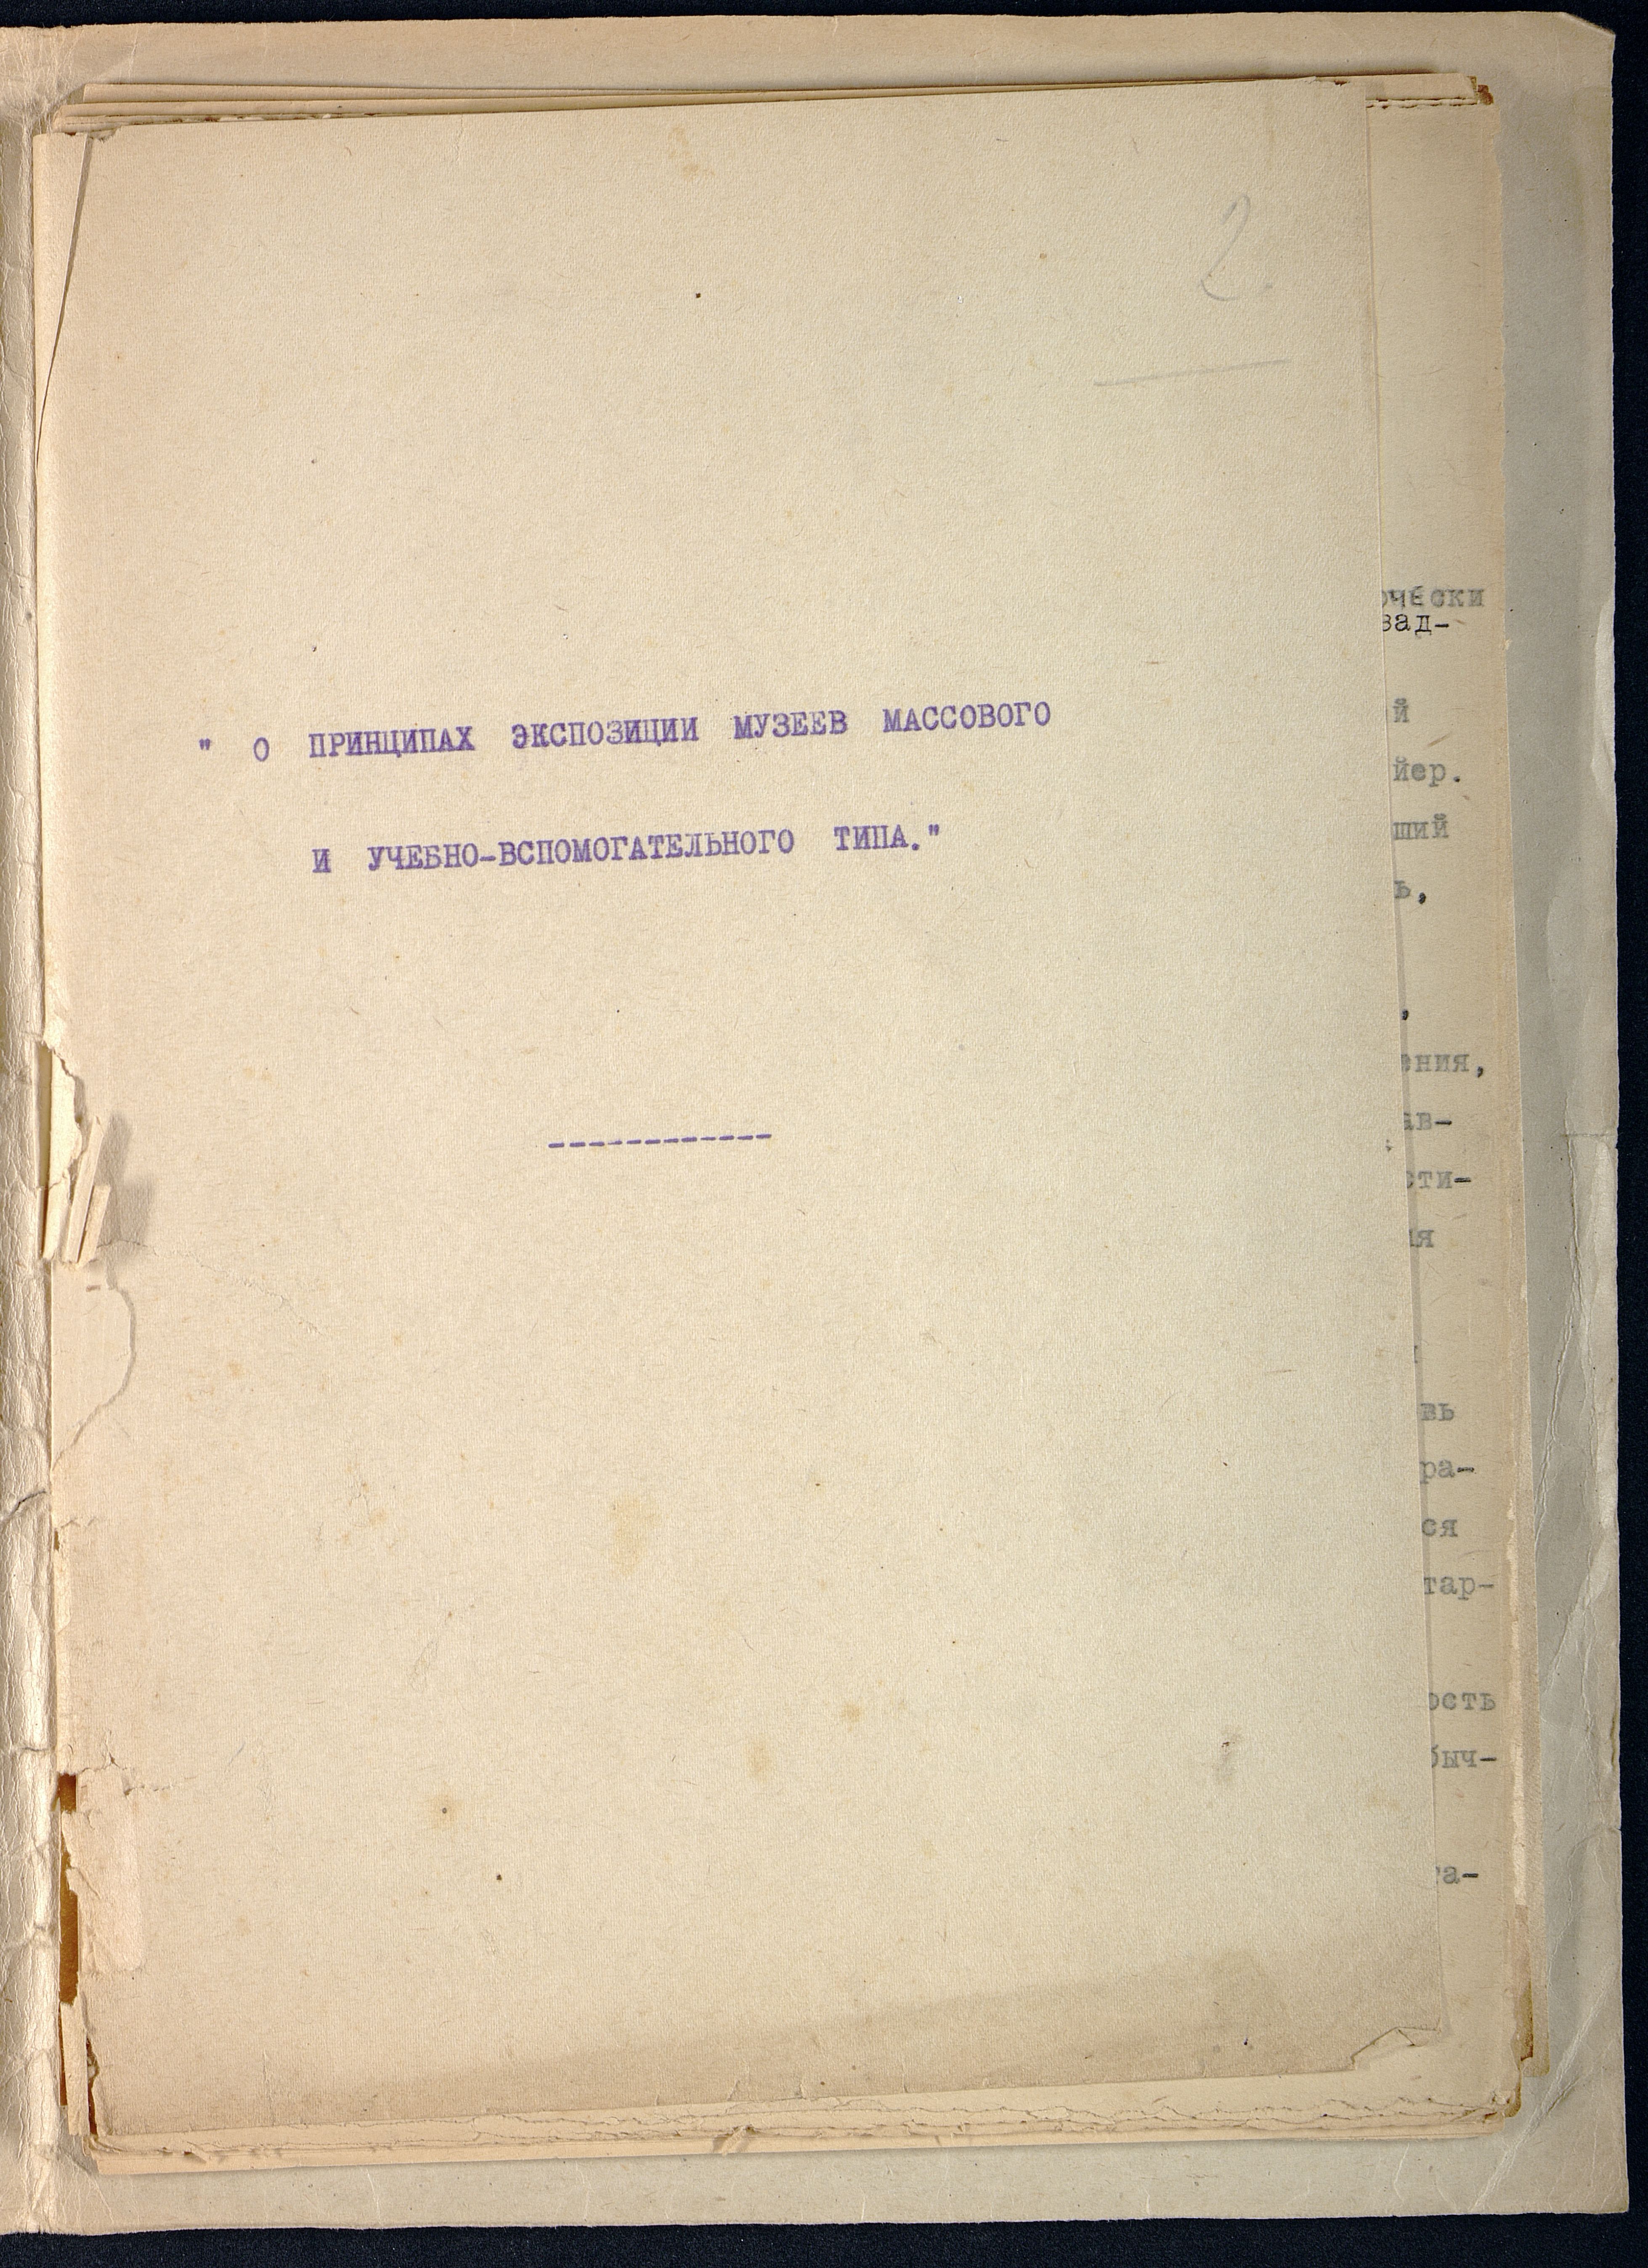 2
" О ПРИНЦИПАХ ЭКСПОЗИЦИИ МУЗЕЕВ МАССОВОГО
И УЧЕБНО-ВСПОМОГАТЕЛЬНОГО ТИПА."
------------